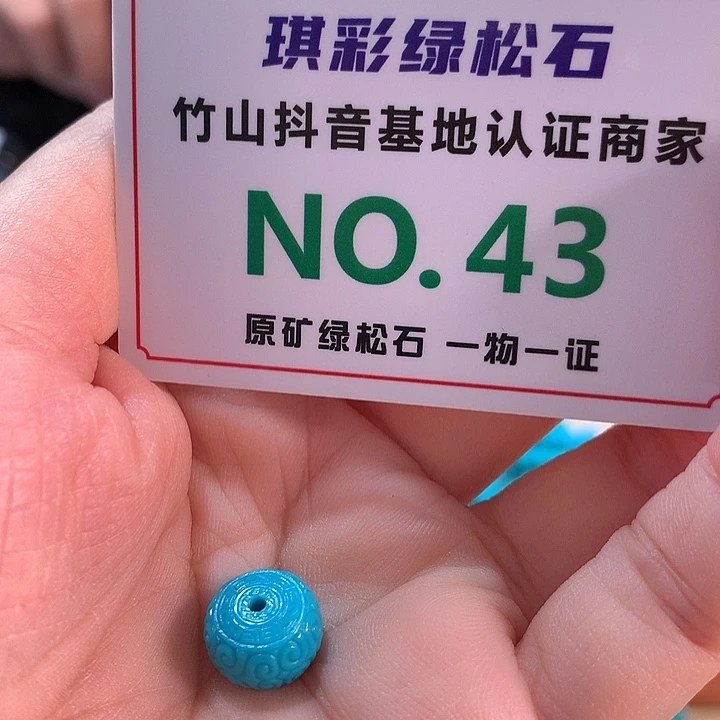 琪彩绿松石
竹山抖音基地认证商家
NO.43
原矿绿松石 一物一证